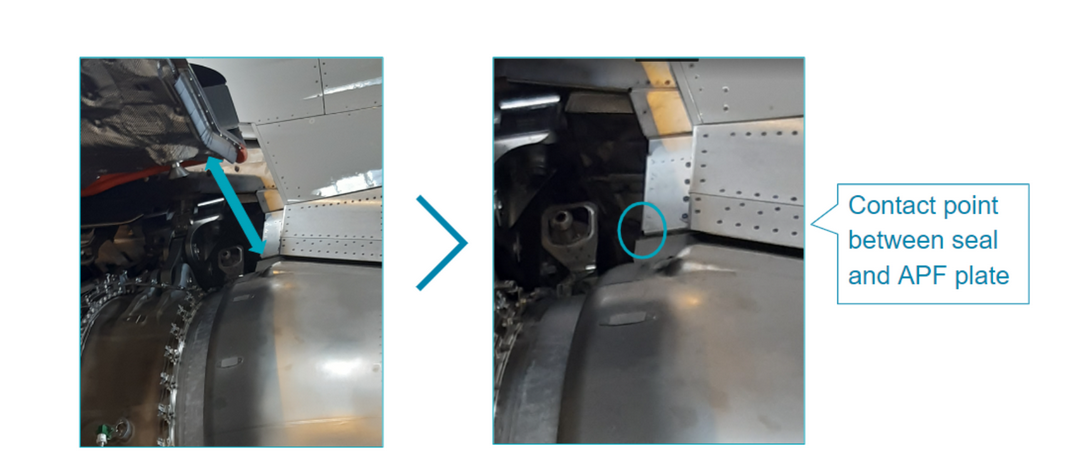 Contact point
between seal
and APF plate